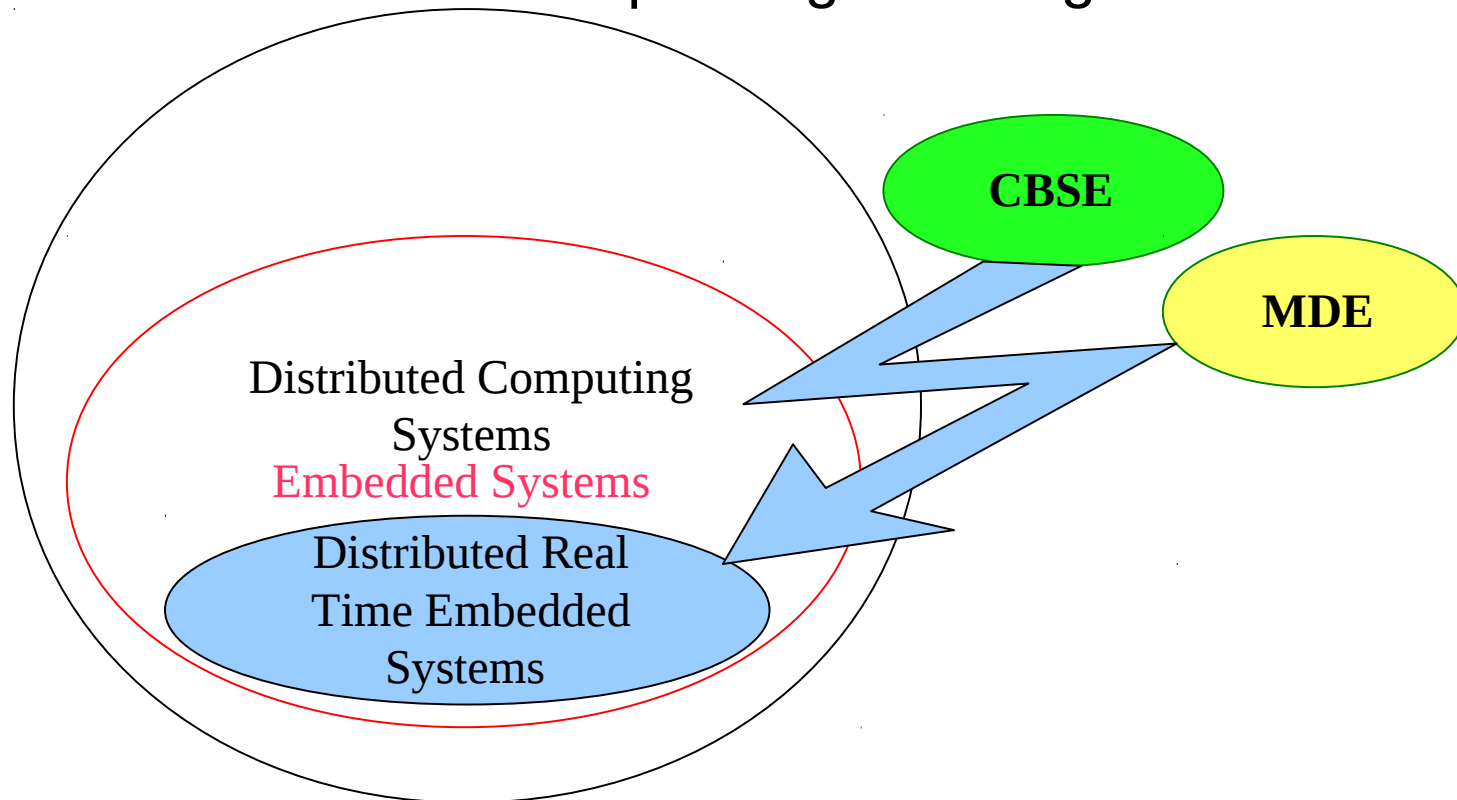 CBSE
MDE
Distributed Computing
Systems
Embedded Systems
Distributed Real
Time Embedded
Systems